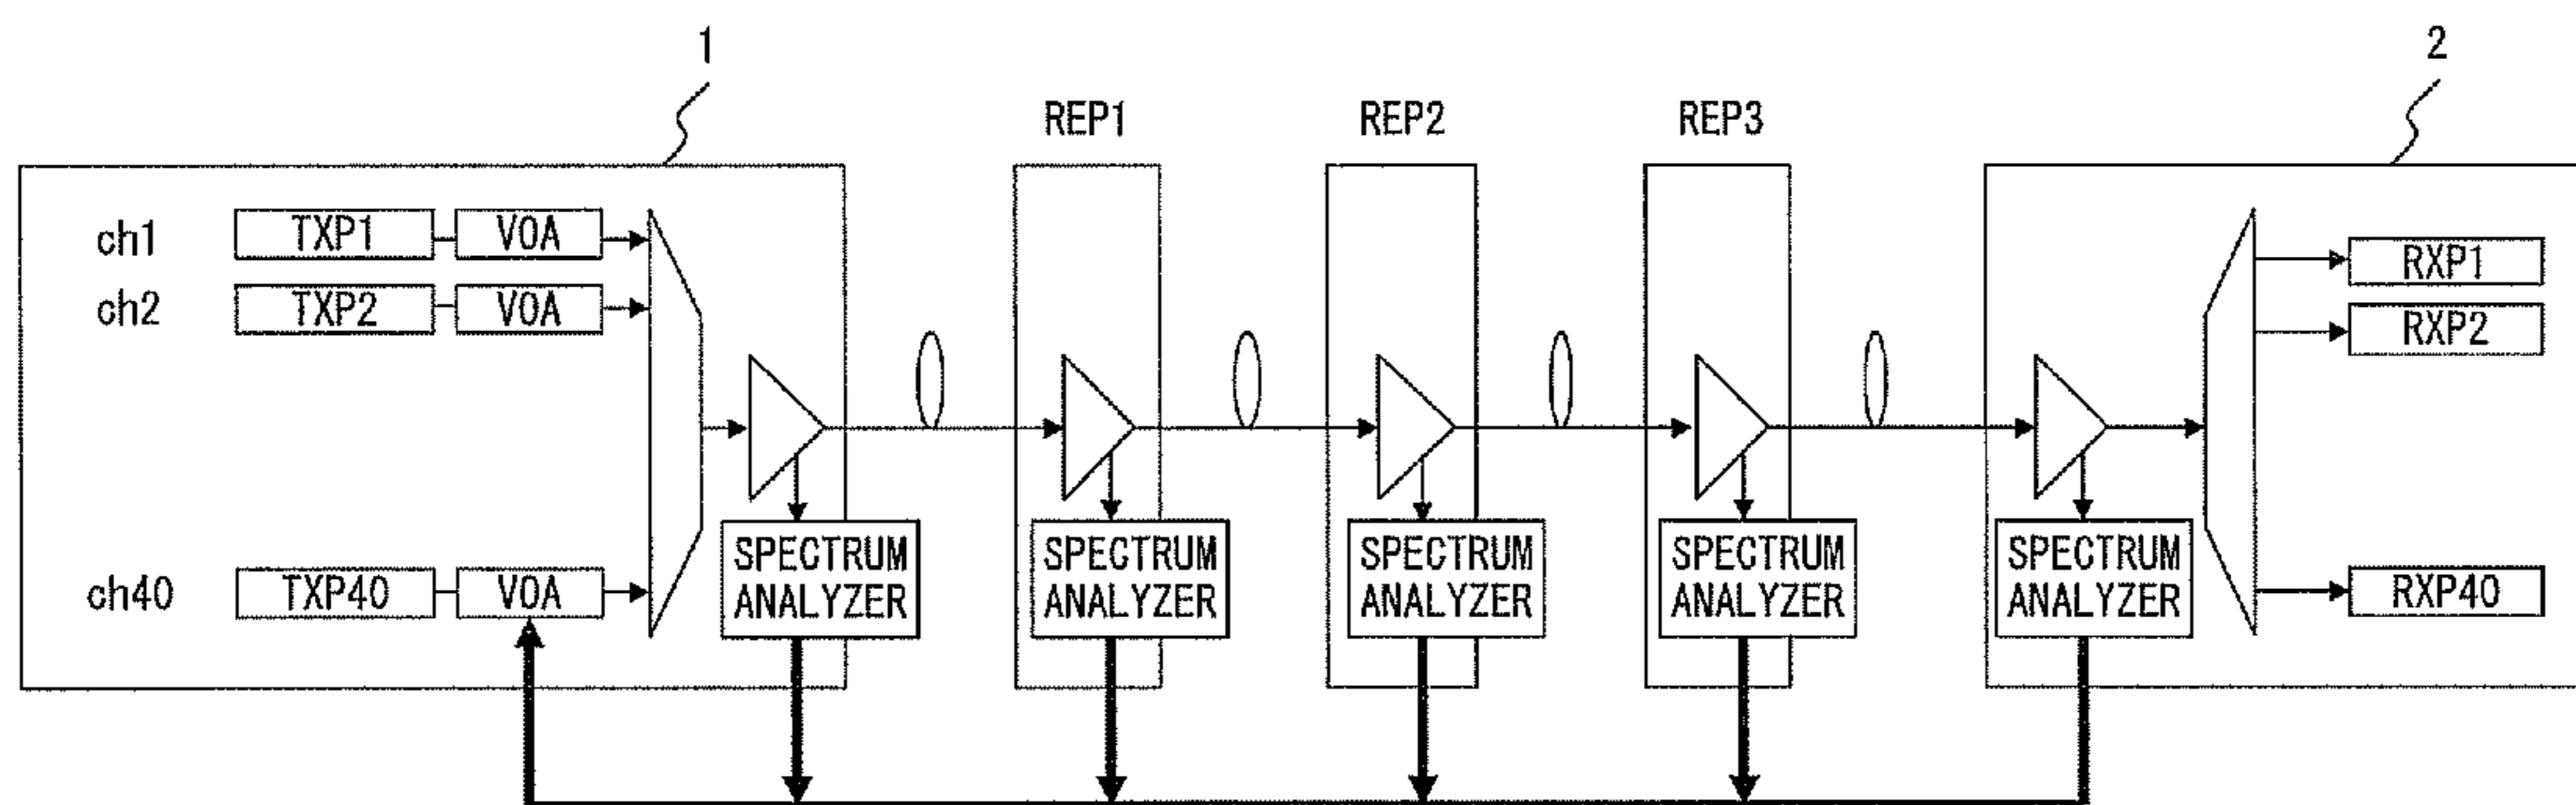 1
2
REP1
REP2
REP3
ch1
TXP1
VOA
ch2
TXP2
VOA
ch40
TXP40
VOA
SPECTRUM
ANALYZER
SPECTRUM
ANALYZER
SPECTRUM
ANALYZER
SPECTRUM
ANALYZER
SPECTRUM
ANALYZER
RXP1
RXP2
RXP40